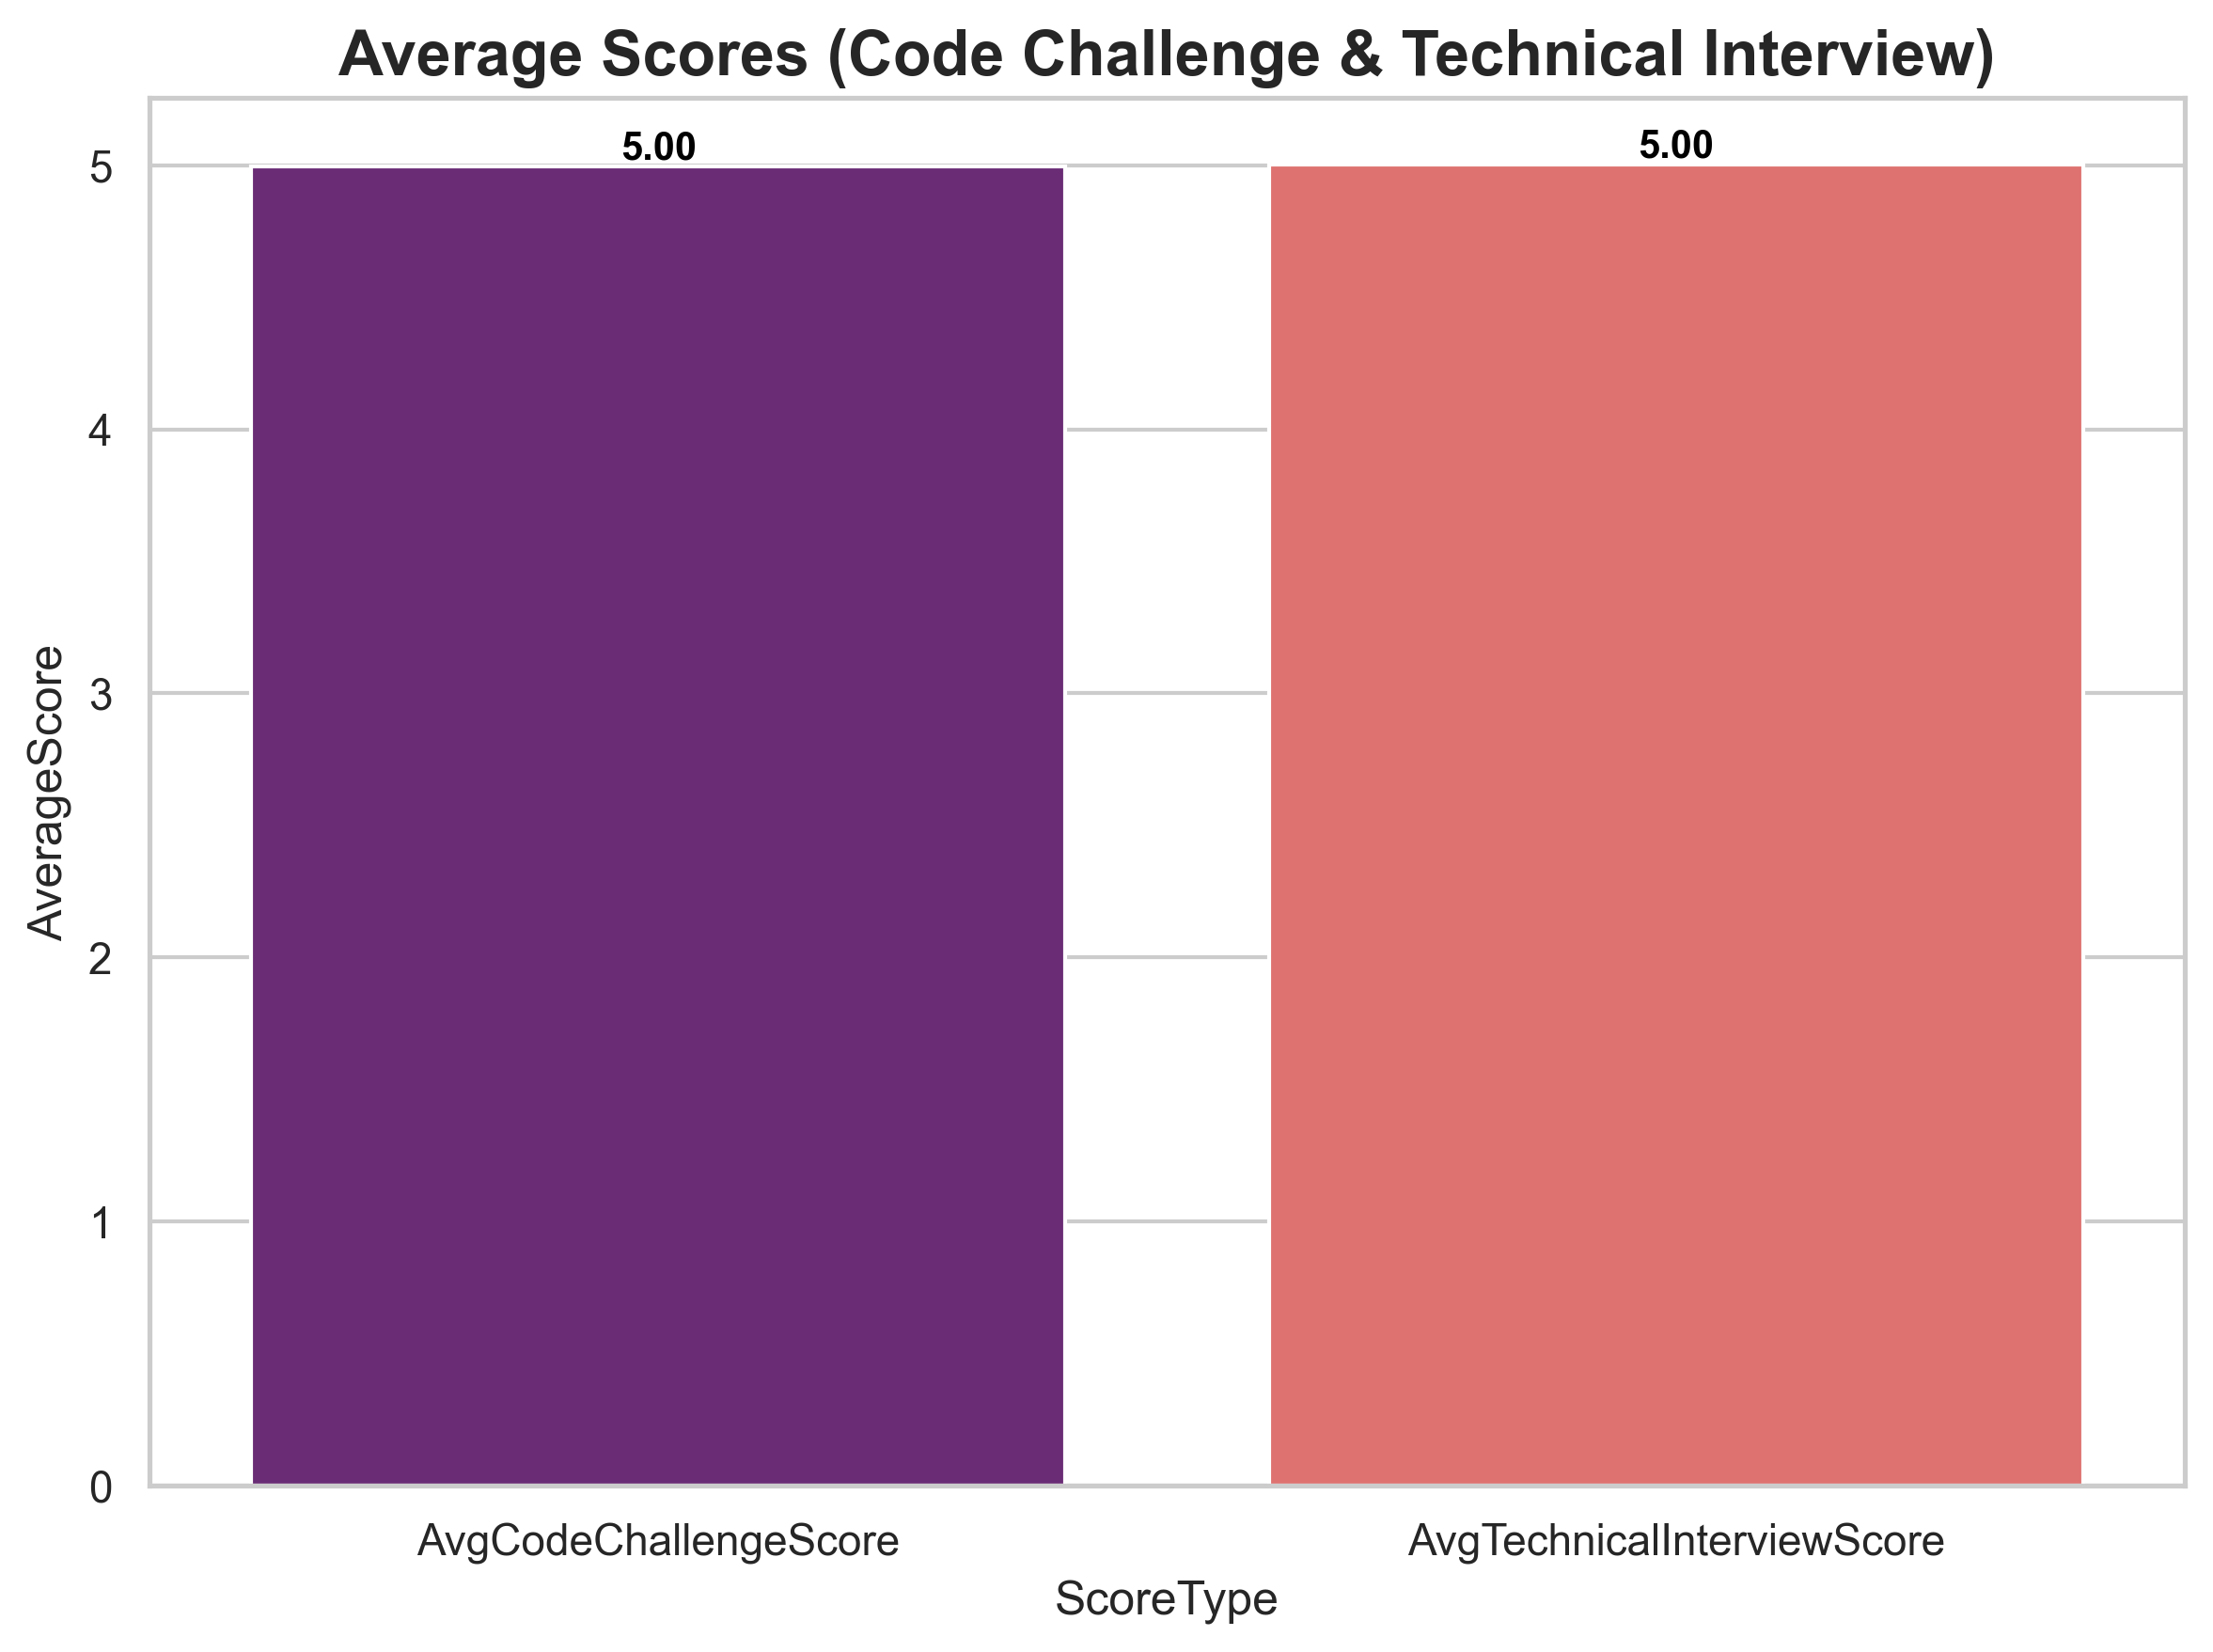 Average Scores (Code Challenge & Technical Interview)
5.00
5.00
5
4
3
2
1
0
AverageScore
AvgCodeChallengeScore
AvgTechnicalInterviewScore
ScoreType